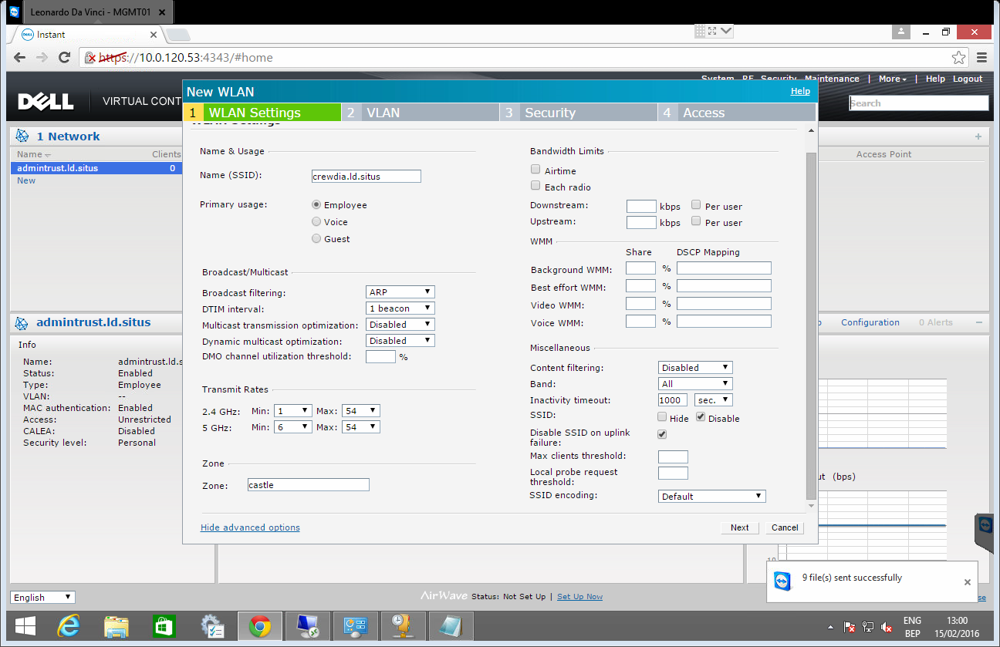 Leonardo Da Vinci - MGMT01
Instant
https://10.0.120.53:4343/#home
System RF Security Maintenance | More | Help Logout
DELL VIRTUAL CONT
Search
New WLAN Help
1 WLAN Settings 2 VLAN 3 Security 4 Access
WLAN Settings
1 Network
Name Clients
admintrust.ld.situs 0
New
Access Point
Name & Usage
Name (SSID): crewdia.ld.situs
Primary usage: Employee
Voice
Guest
Broadcast/Multicast
Broadcast filtering: ARP
DTIM interval: 1 beacon
Multicast transmission optimization: Disabled
Dynamic multicast optimization: Disabled
DMO channel utilization threshold: %
Transmit Rates
2.4 GHz: Min: 1 Max: 54
5 GHz: Min: 6 Max: 54
Zone
Zone: castle
Bandwidth Limits
Airtime
Each radio
Downstream: kbps Per user
Upstream: kbps Per user
WMM
Share DSCP Mapping
Background WMM: %
Best effort WMM: %
Video WMM: %
Voice WMM: %
Miscellaneous
Content filtering: Disabled
Band: All
Inactivity timeout: 1000 sec.
SSID: Hide Disable
Disable SSID on uplink
failure:
Max clients threshold:
Local probe request
threshold:
SSID encoding: Default
Hide advanced options
Next Cancel
admintrust.ld.situs
Configuration 0 Alerts
Info
Name: admintrust.ld.s
Status: Enabled
Type: Employee
VLAN: --
MAC authentication: Enabled
Access: Unrestricted
CALEA: Disabled
Security level: Personal
ut (bps)
10
9 file(s) sent successfully
English
AirWave Status: Not Set Up | Set Up Now
se
ENG 13:00
BEP 15/02/2016